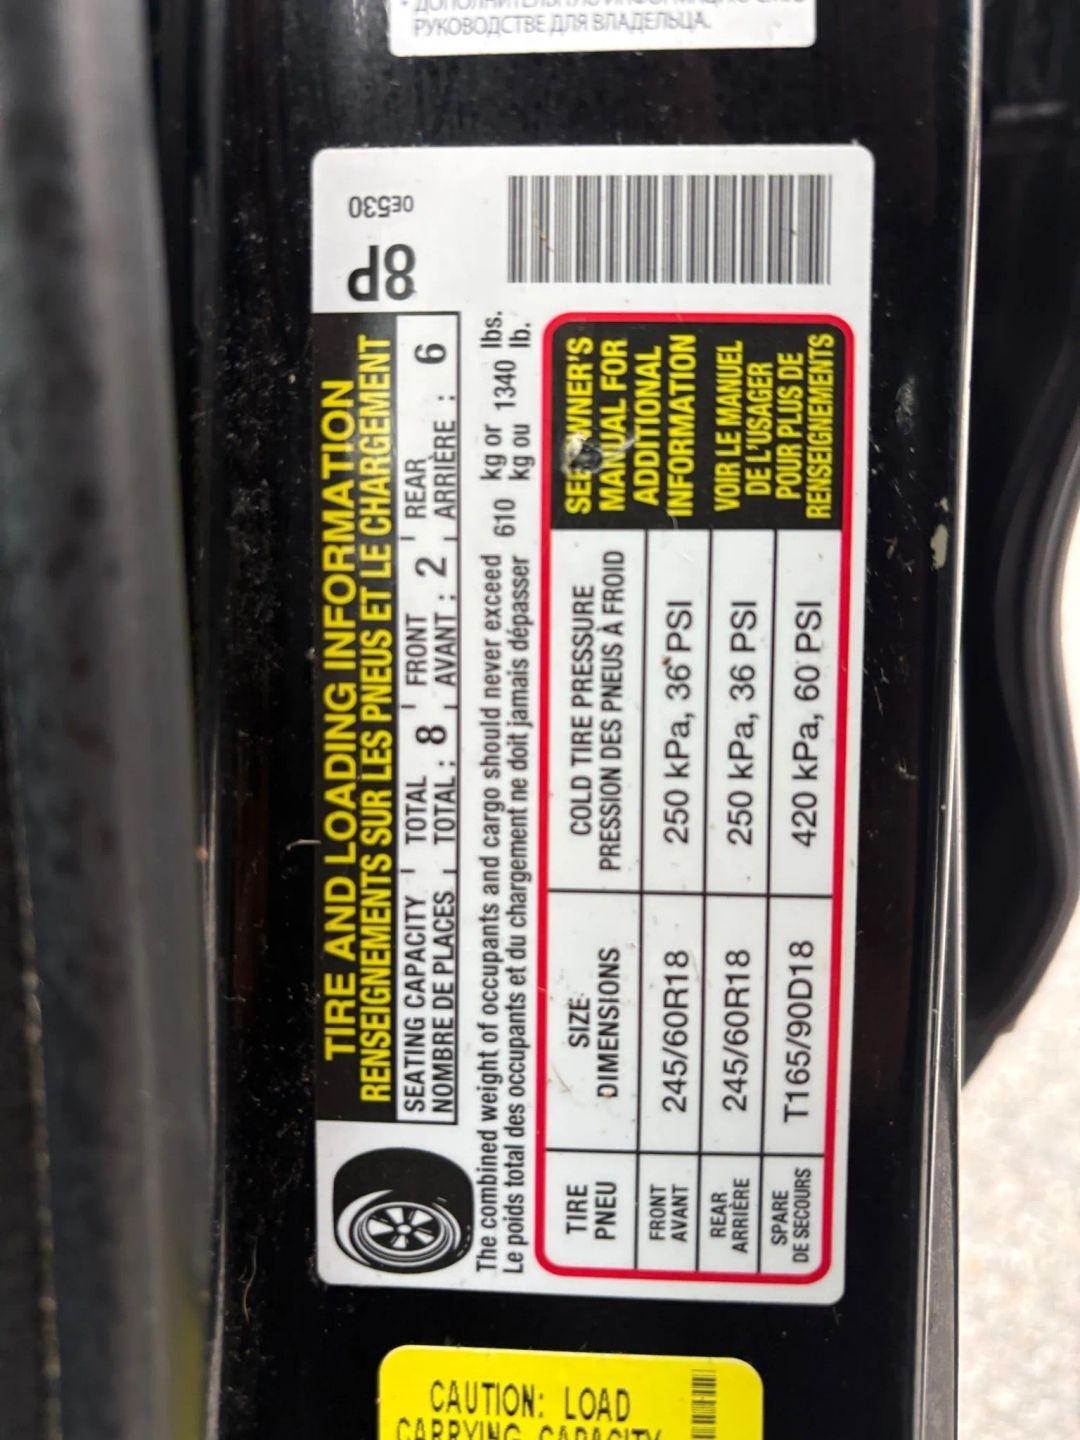 РУКОВОДСТВЕ ДЛЯ ВЛАДЕЛЬЦА.
0E530
8P
TIRE AND LOADING INFORMATION
RENSEIGNEMENTS SUR LES PNEUS ET LE CHARGEMENT
SEATING CAPACITY TOTAL FRONT REAR
NOMBRE DE PLACES TOTAL : 8 AVANT : 2 ARRIÈRE : 6
The combined weight of occupants and cargo should never exceed 610 kg or 1340 lbs.
Le poids total des occupants et du chargement ne doit jamais dépasser kg ou lb.
TIRE
PNEU
SIZE
DIMENSIONS
COLD TIRE PRESSURE
PRESSION DES PNEUS À FROID
FRONT
AVANT
245/60R18
250 kPa, 36 PSI
REAR
ARRIÈRE
245/60R18
250 kPa, 36 PSI
SPARE
DE SECOURS
T165/90D18
420 kPa, 60 PSI
SEE OWNER'S
MANUAL FOR
ADDITIONAL
INFORMATION
VOIR LE MANUEL
DE L'USAGER
POUR PLUS DE
RENSEIGNEMENTS
CAUTION: LOAD
CARRYING CAPACITY